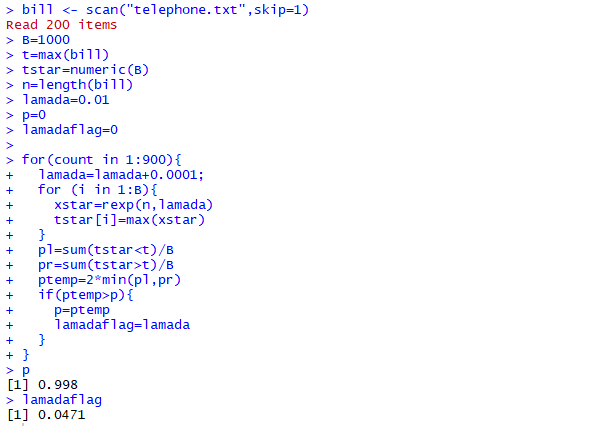 > bill <- scan("telephone.txt",skip=1)
Read 200 items
> B=1000
> t=max(bill)
> tstar=numeric(B)
> n=length(bill)
> lamada=0.01
> p=0
> lamadaflag=0
>
> for(count in 1:900){
+   lamada=lamada+0.0001;
+   for (i in 1:B){
+     xstar=rexp(n,lamada)
+     tstar[i]=max(xstar)
+   }
+   pl=sum(tstar<t)/B
+   pr=sum(tstar>t)/B
+   ptemp=2*min(pl,pr)
+   if(ptemp>p){
+     p=ptemp
+     lamadaflag=lamada
+   }
+ }
> p
[1] 0.998
> lamadaflag
[1] 0.0471